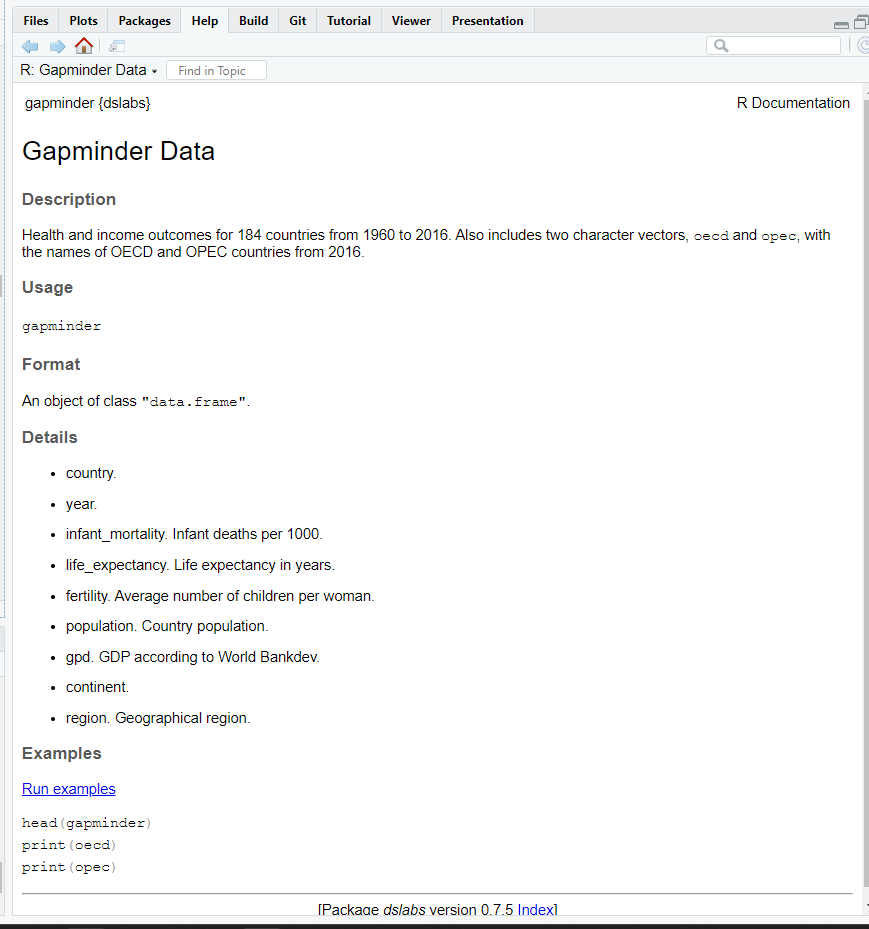 Files Plots Packages Help Build Git Tutorial Viewer Presentation
R: Gapminder Data Find in Topic
gapminder {dslabs} R Documentation
Gapminder Data
Description
Health and income outcomes for 184 countries from 1960 to 2016. Also includes two character vectors, oecd and opec, with
the names of OECD and OPEC countries from 2016.
Usage
gapminder
Format
An object of class "data.frame".
Details
• country.
• year.
• infant_mortality. Infant deaths per 1000.
• life_expectancy. Life expectancy in years.
• fertility. Average number of children per woman.
• population. Country population.
• gpd. GDP according to World Bankdev.
• continent.
• region. Geographical region.
Examples
Run examples
head(gapminder)
print(oecd)
print(opec)
[Package dslabs version 0.7.5 Index]